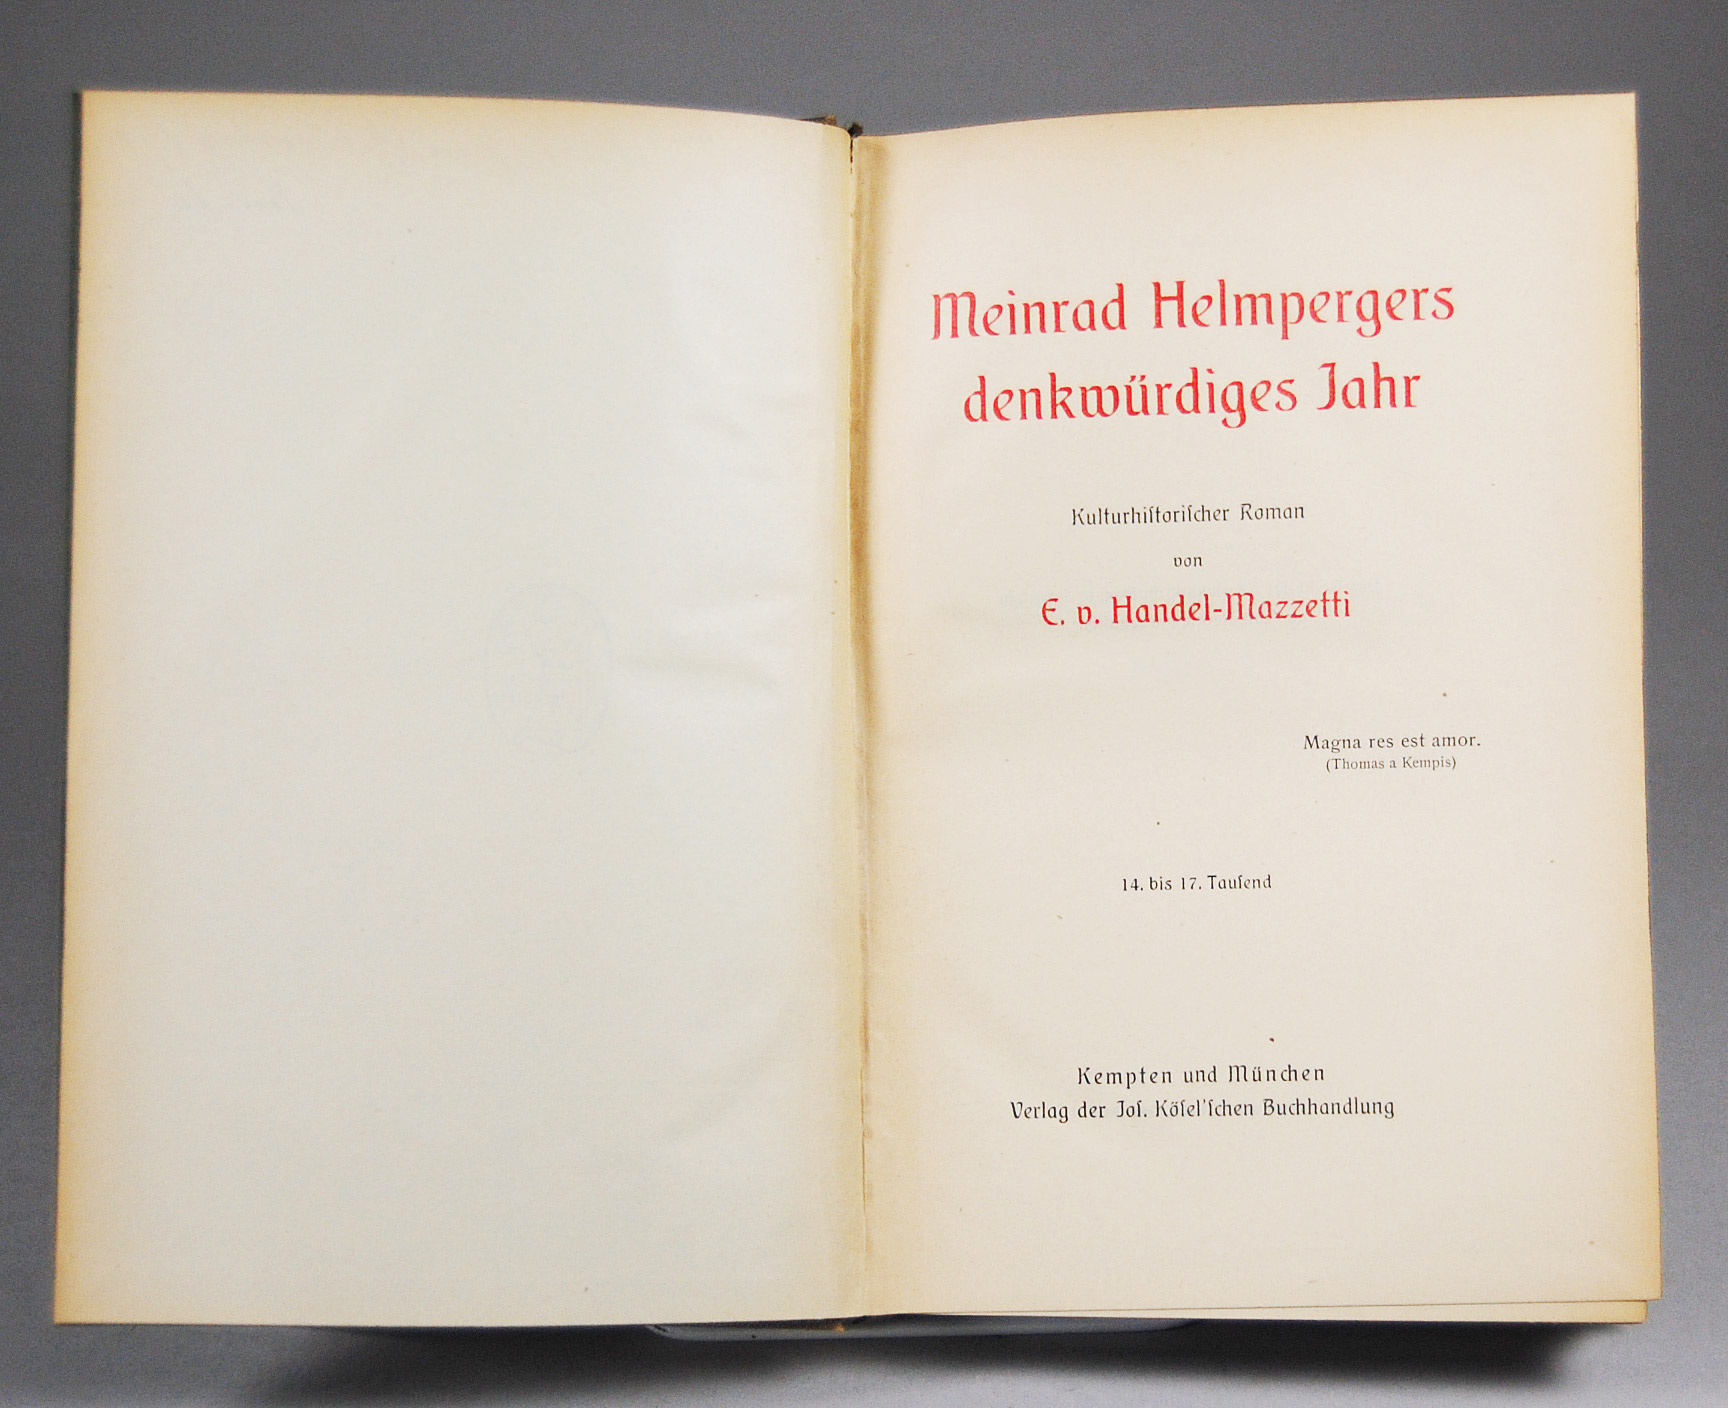 Meinrad Helmpergers
denkwürdiges Jahr
Kulturhiſtoriſcher Roman
von
E. v. Handel-Mazzetti
Magna res est amor.
(Thomas a Kempis)
14. bis 17. Tauſend
Kempten und München
Verlag der Joſ. Köſel'ſchen Buchhandlung